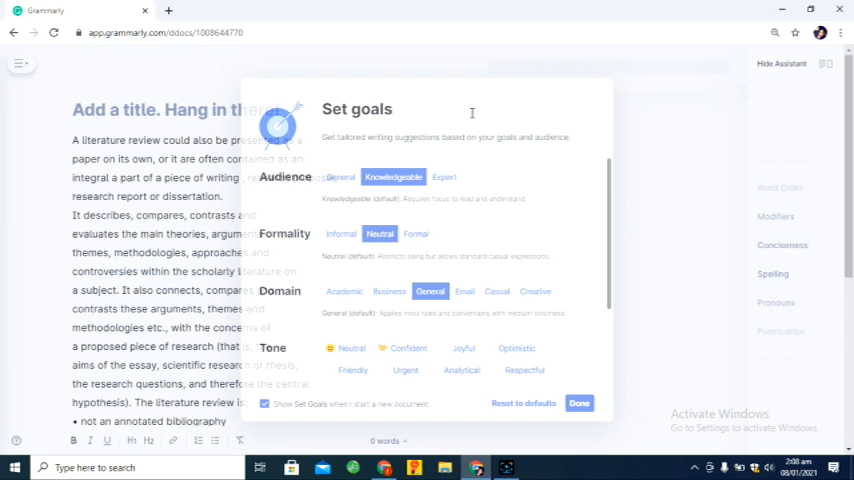 Grammarly
app.grammarly.com/ddocs/1008644770
Hide Assistant
Add a title. Hang in there!
A literature review could also be presented as a
paper on its own, or it are often contained as an
integral a part of a piece of writing
research report or dissertation.
It describes, compares, contrasts and
evaluates the main theories, arguments
themes, methodologies, approaches and
controversies within the scholarly literature on
a subject. It also connects, compares
contrasts these arguments, themes and
methodologies etc., with the concerns of
a proposed piece of research (that is, the
aims of the essay, scientific research or thesis,
the research questions, and therefore the central
hypothesis). The literature review is:
• not an annotated bibliography
Set goals
Get tailored writing suggestions based on your goals and audience.
Audience General Knowledgeable Expert
Knowledgeable (default): Requires focus to read and understand.
Formality Informal Neutral Formal
Neutral (default): Restricts slang but allows standard casual expressions.
Domain Academic Business General Email Casual Creative
General (default): Applies most rules and conventions with medium strictness.
Tone Neutral Confident Joyful Optimistic
Friendly Urgent Analytical Respectful
Show Set Goals when I start a new document
Reset to defaults Done
Word Order
Modifiers
Conciseness
Spelling
Pronouns
Punctuation
Activate Windows
Go to Settings to activate Windows.
B I U H1 H2
0 words
Type here to search
2:08 am
08/01/2021